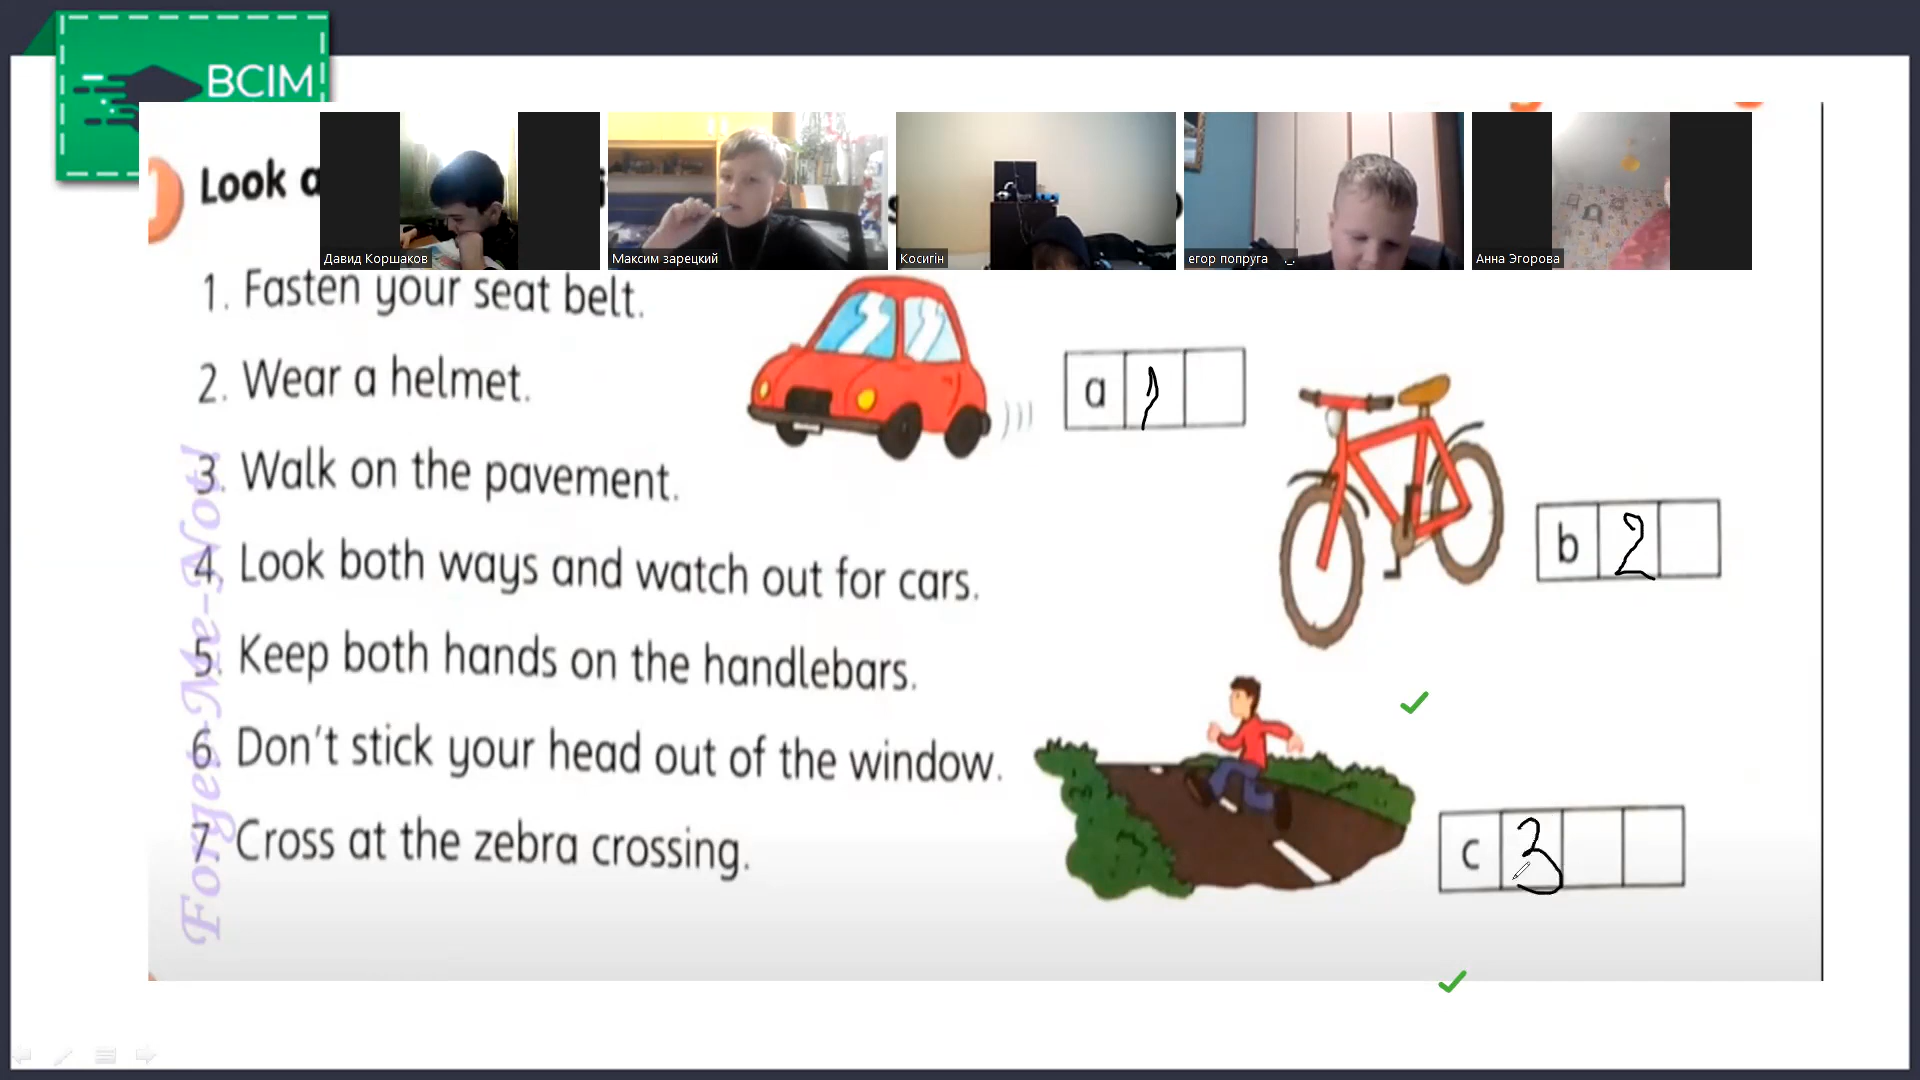 BCIM
Look a
Давид Коршаков
Максим зарецкий
Косигін
егор попруга ._.
Анна Эгорова
1. Fasten your seat belt.
2. Wear a helmet.
3. Walk on the pavement.
4. Look both ways and watch out for cars.
5. Keep both hands on the handlebars.
6. Don't stick your head out of the window.
7. Cross at the zebra crossing.
a 1
b 2
c 3
Forget-Me-Not!